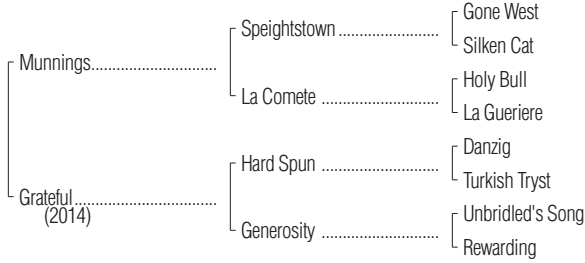 Gone West
Speightstown
Silken Cat
Munnings
Holy Bull
La Comete
La Gueriere
Danzig
Hard Spun
Turkish Tryst
Grateful
(2014)
Unbridled's Song
Generosity
Rewarding